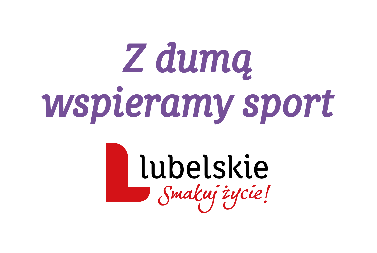 Z dumą
wspieramy sport
lubelskie
Smakuj życie!